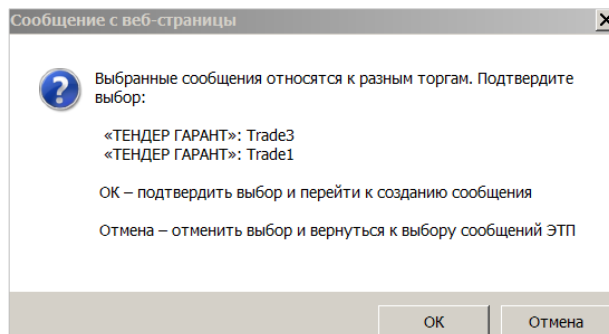 Сообщение с веб-страницы
Выбранные сообщения относятся к разным торгам. Подтвердите
выбор:
«ТЕНДЕР ГАРАНТ»: Trade3
«ТЕНДЕР ГАРАНТ»: Trade1
ОК – подтвердить выбор и перейти к созданию сообщения
Отмена – отменить выбор и вернуться к выбору сообщений ЭТП
ОК
Отмена